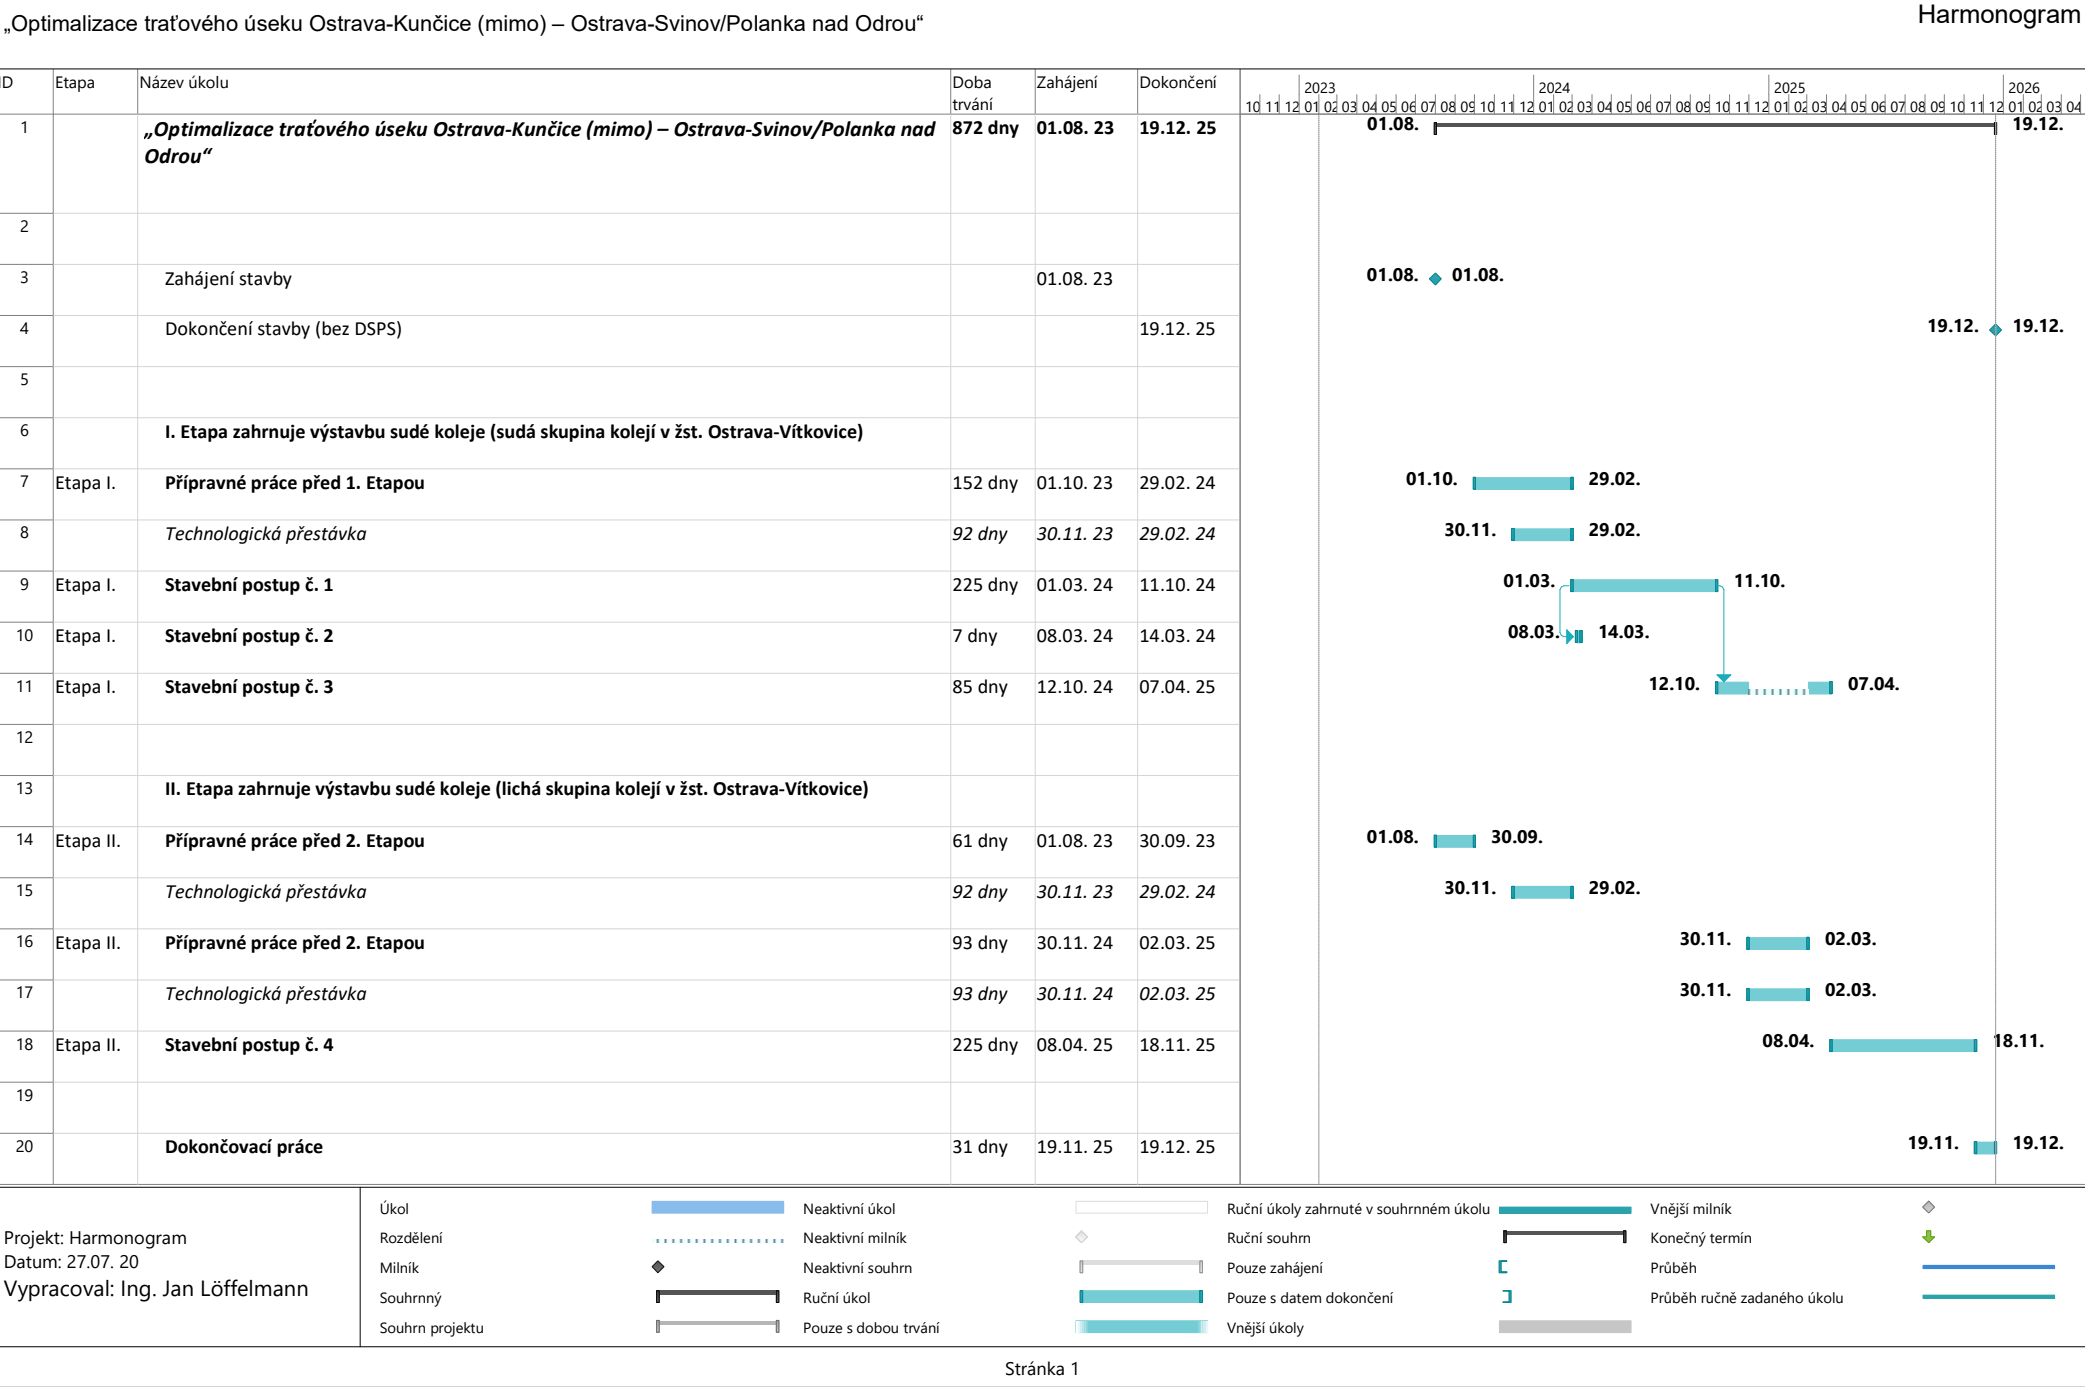 „Optimalizace traťového úseku Ostrava-Kunčice (mimo) – Ostrava-Svinov/Polanka nad Odrou“
Harmonogram
ID Etapa Název úkolu Doba trvání Zahájení Dokončení
2023 2024 2025 2026
10 11 12 01 02 03 04 05 06 07 08 09 10 11 12 01 02 03 04 05 06 07 08 09 10 11 12 01 02 03 04 05 06 07 08 09 10 11 12 01 02 03 04
1 „Optimalizace traťového úseku Ostrava-Kunčice (mimo) – Ostrava-Svinov/Polanka nad 872 dny 01.08. 23 19.12. 25 01.08. 19.12.
Odrou“
2
3 Zahájení stavby 01.08. 23 01.08. 01.08.
4 Dokončení stavby (bez DSPS) 19.12. 25 19.12. 19.12.
5
6 I. Etapa zahrnuje výstavbu sudé koleje (sudá skupina kolejí v žst. Ostrava-Vítkovice)
7 Etapa I. Přípravné práce před 1. Etapou 152 dny 01.10. 23 29.02. 24 01.10. 29.02.
8 Technologická přestávka 92 dny 30.11. 23 29.02. 24 30.11. 29.02.
9 Etapa I. Stavební postup č. 1 225 dny 01.03. 24 11.10. 24 01.03. 11.10.
10 Etapa I. Stavební postup č. 2 7 dny 08.03. 24 14.03. 24 08.03. 14.03.
11 Etapa I. Stavební postup č. 3 85 dny 12.10. 24 07.04. 25 12.10. 07.04.
12
13 II. Etapa zahrnuje výstavbu sudé koleje (lichá skupina kolejí v žst. Ostrava-Vítkovice)
14 Etapa II. Přípravné práce před 2. Etapou 61 dny 01.08. 23 30.09. 23 01.08. 30.09.
15 Technologická přestávka 92 dny 30.11. 23 29.02. 24 30.11. 29.02.
16 Etapa II. Přípravné práce před 2. Etapou 93 dny 30.11. 24 02.03. 25 30.11. 02.03.
17 Technologická přestávka 93 dny 30.11. 24 02.03. 25 30.11. 02.03.
18 Etapa II. Stavební postup č. 4 225 dny 08.04. 25 18.11. 25 08.04. 18.11.
19
20 Dokončovací práce 31 dny 19.11. 25 19.12. 25 19.11. 19.12.
Projekt: Harmonogram
Datum: 27.07. 20
Vypracoval: Ing. Jan Löffelmann
Úkol Neaktivní úkol Ruční úkoly zahrnuté v souhrnném úkolu Vnější milník
Rozdělení Neaktivní milník Ruční souhrn Konečný termín
Milník Neaktivní souhrn Pouze zahájení Průběh
Souhrnný Ruční úkol Pouze s datem dokončení Průběh ručně zadaného úkolu
Souhrn projektu Pouze s dobou trvání Vnější úkoly
Stránka 1